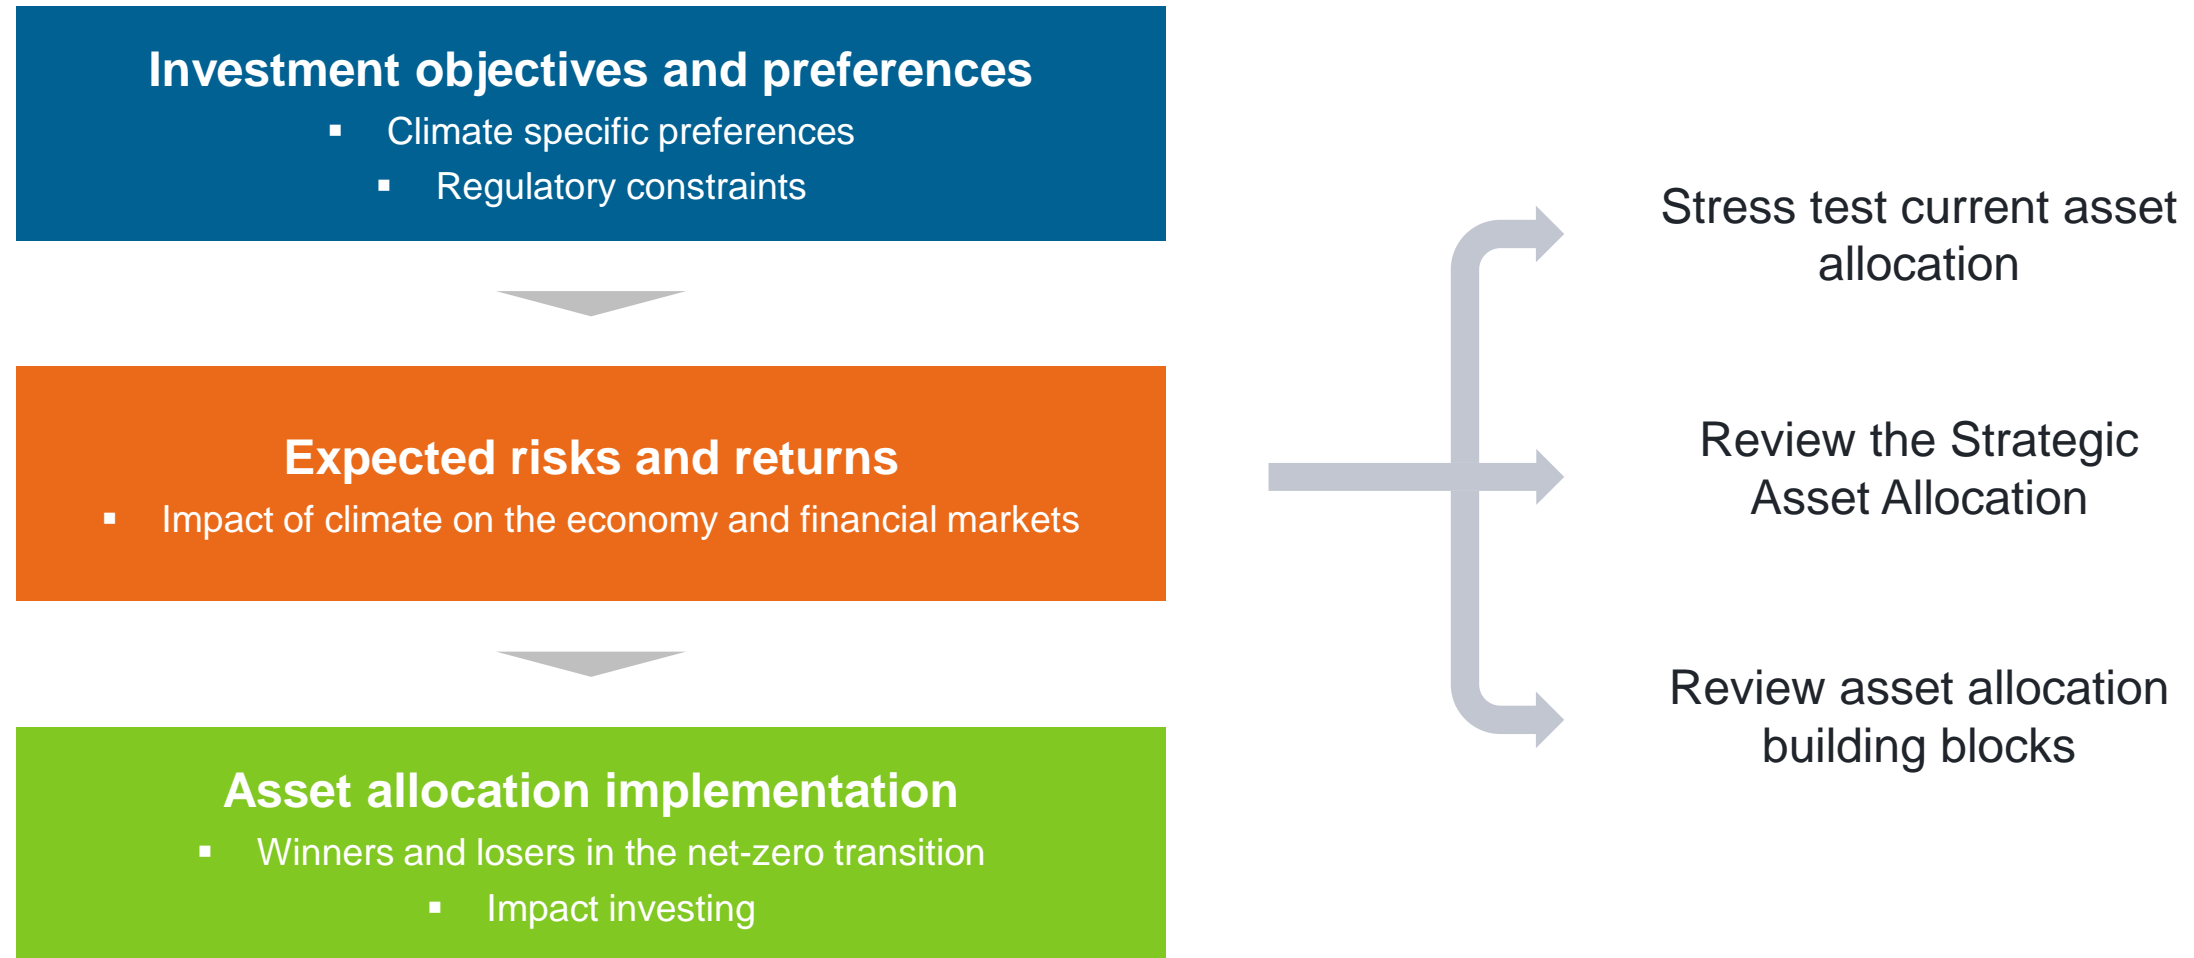 Investment objectives and preferences
▪ Climate specific preferences
▪ Regulatory constraints
Expected risks and returns
▪ Impact of climate on the economy and financial markets
Asset allocation implementation
▪ Winners and losers in the net-zero transition
▪ Impact investing
Stress test current asset
allocation
Review the Strategic
Asset Allocation
Review asset allocation
building blocks